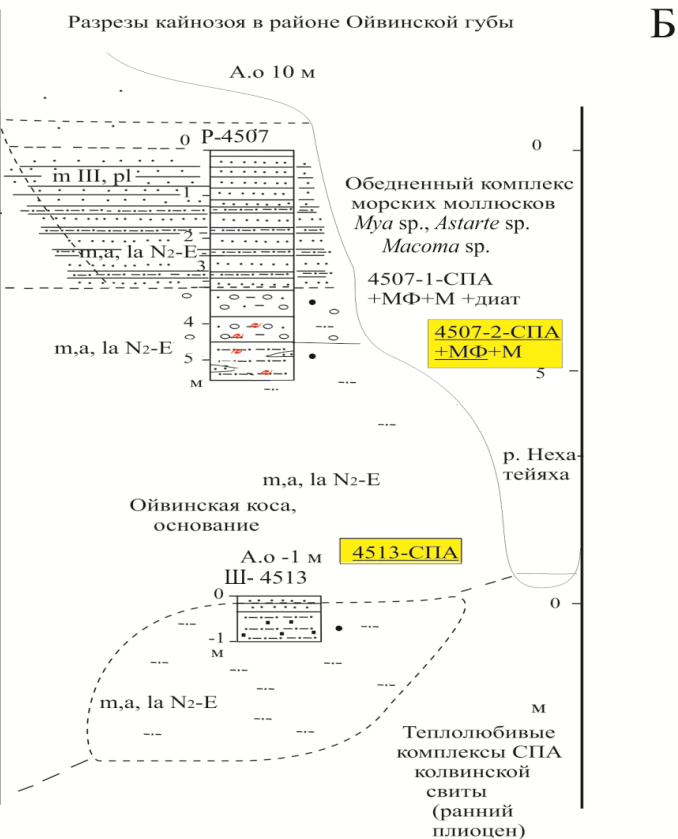 Разрезы кайнозоя в районе Ойвинской губы
Б
А.о 10 м
0 Р-4507
m III, pl
1
2
m,a, la N2-E
3
4
m,a, la N2-E
5
м
0
Обедненный комплекс
морских моллюсков
Mya sp., Astarte sp.
Macoma sp.
4507-1-СПА
+МФ+М +диат
4507-2-СПА
+МФ+М
5
р. Неха-
тейяха
m,a, la N2-E
Ойвинская коса,
основание
А.о -1 м
4513-СПА
Ш- 4513
0
-1
м
0
m,a, la N2-E
м
Теплолюбивые
комплексы СПА
колвинской
свиты
(ранний
плиоцен)